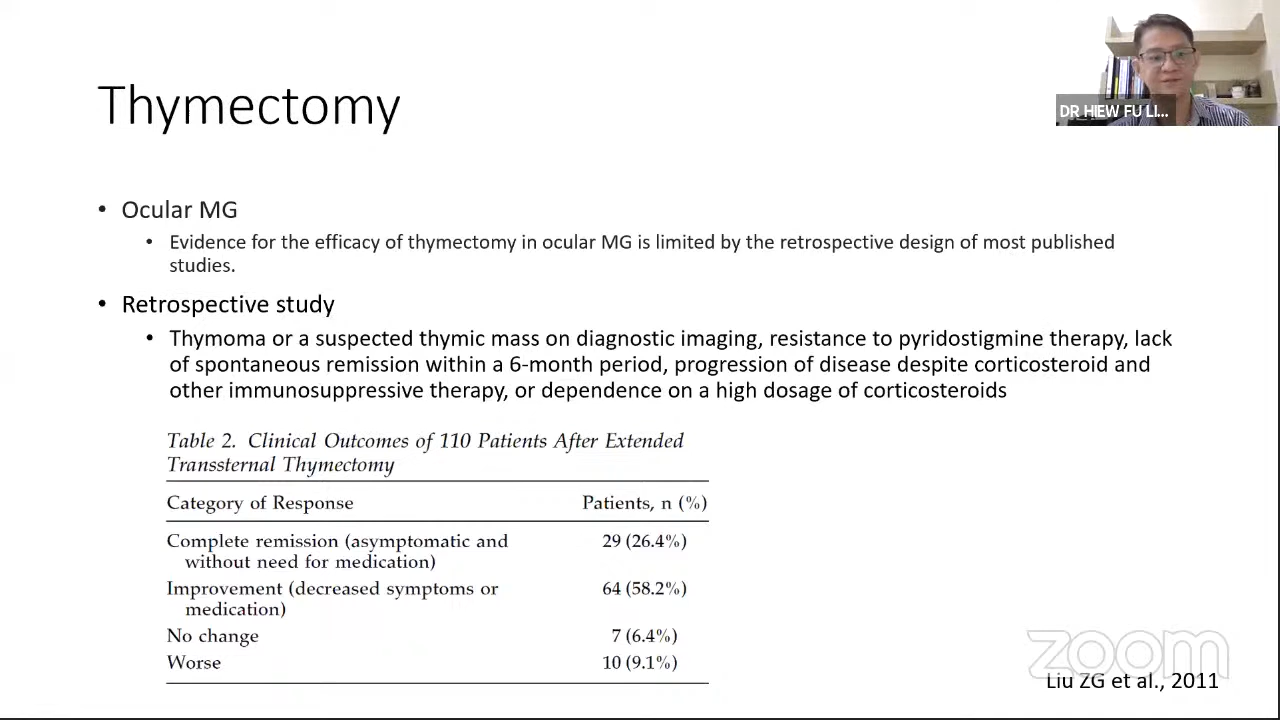 Thymectomy
DR HIEW FU LI...
• Ocular MG
• Evidence for the efficacy of thymectomy in ocular MG is limited by the retrospective design of most published
studies.
• Retrospective study
• Thymoma or a suspected thymic mass on diagnostic imaging, resistance to pyridostigmine therapy, lack
of spontaneous remission within a 6-month period, progression of disease despite corticosteroid and
other immunosuppressive therapy, or dependence on a high dosage of corticosteroids
Table 2. Clinical Outcomes of 110 Patients After Extended
Transsternal Thymectomy
Category of Response Patients, n (%)
Complete remission (asymptomatic and 29 (26.4%)
without need for medication)
Improvement (decreased symptoms or 64 (58.2%)
medication)
No change 7 (6.4%)
Worse 10 (9.1%)
zoom
Liu ZG et al., 2011